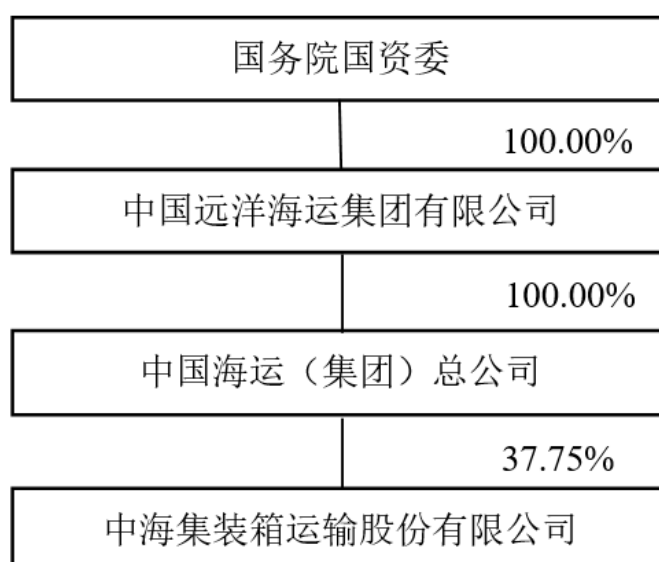 国务院国资委
100.00%
中国远洋海运集团有限公司
100.00%
中国海运（集团）总公司
37.75%
中海集装箱运输股份有限公司